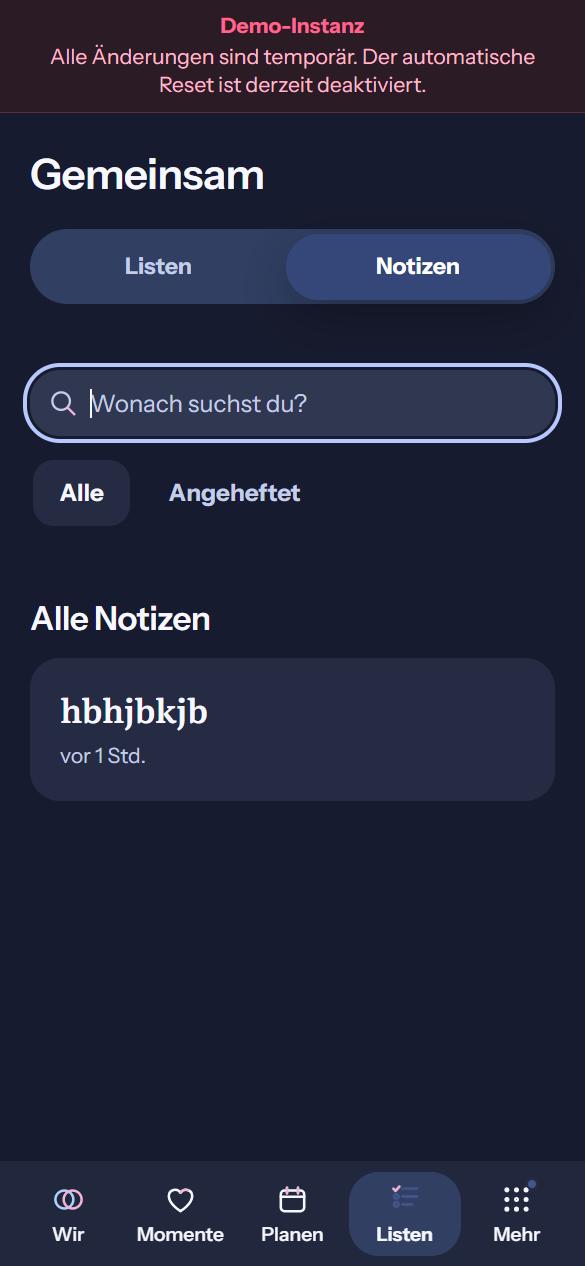 Demo-Instanz
Alle Änderungen sind temporär. Der automatische
Reset ist derzeit deaktiviert.
Gemeinsam
Listen
Notizen
Wonach suchst du?
Alle
Angeheftet
Alle Notizen
hbhjbkjb
vor 1 Std.
Wir
Momente
Planen
Listen
Mehr